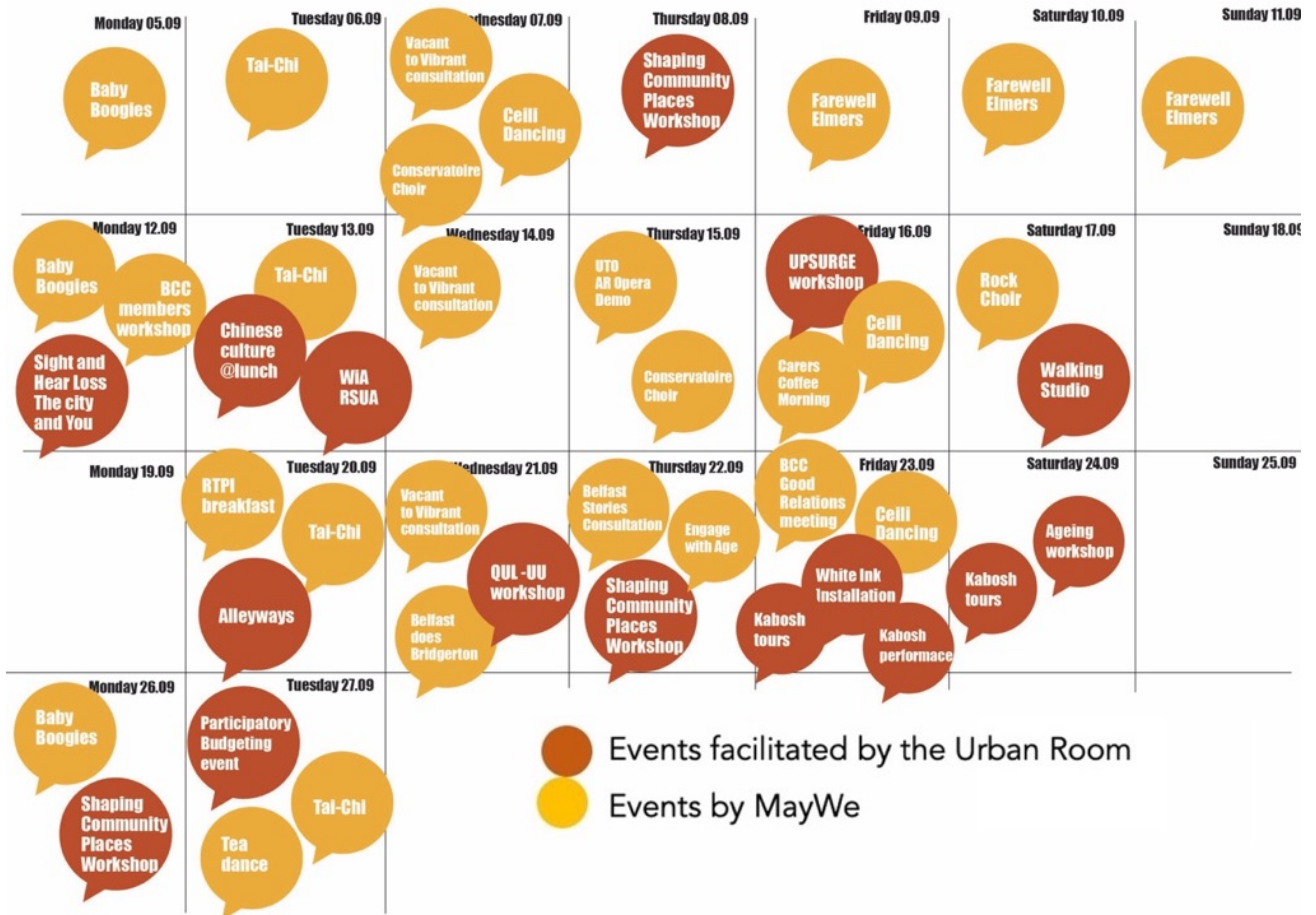 Monday 05.09
Baby
Boogies
Tuesday 06.09
Tai-Chi
Wednesday 07.09
Vacant
to Vibrant
consultation
Ceili
Dancing
Conservatoire
Choir
Thursday 08.09
Shaping
Community
Places
Workshop
Friday 09.09
Farewell
Elmers
Saturday 10.09
Farewell
Elmers
Sunday 11.09
Farewell
Elmers
Monday 12.09
Baby
Boogies
BCC
members
workshop
Sight and
Hear Loss
The city
and You
Tuesday 13.09
Tai-Chi
Chinese
culture
@lunch
WiA
RSUA
Wednesday 14.09
Vacant
to Vibrant
consultation
Thursday 15.09
UTO
AR Opera
Demo
Conservatoire
Choir
Friday 16.09
UPSURGE
workshop
Ceili
Dancing
Carers
Coffee
Morning
Saturday 17.09
Rock
Choir
Walking
Studio
Sunday 18.09
Monday 19.09
Tuesday 20.09
RTPI
breakfast
Tai-Chi
Alleyways
Wednesday 21.09
Vacant
to Vibrant
consultation
QUL -UU
workshop
Belfast
does
Bridgerton
Thursday 22.09
Belfast
Stories
Consultation
Engage
with Age
Shaping
Community
Places
Workshop
Friday 23.09
BCC
Good
Relations
meeting
Ceili
Dancing
White Ink
Installation
Kabosh
tours
Kabosh
performace
Saturday 24.09
Ageing
workshop
Kabosh
tours
Sunday 25.09
Monday 26.09
Baby
Boogies
Shaping
Community
Places
Workshop
Tuesday 27.09
Participatory
Budgeting
event
Tai-Chi
Tea
dance
Events facilitated by the Urban Room
Events by MayWe